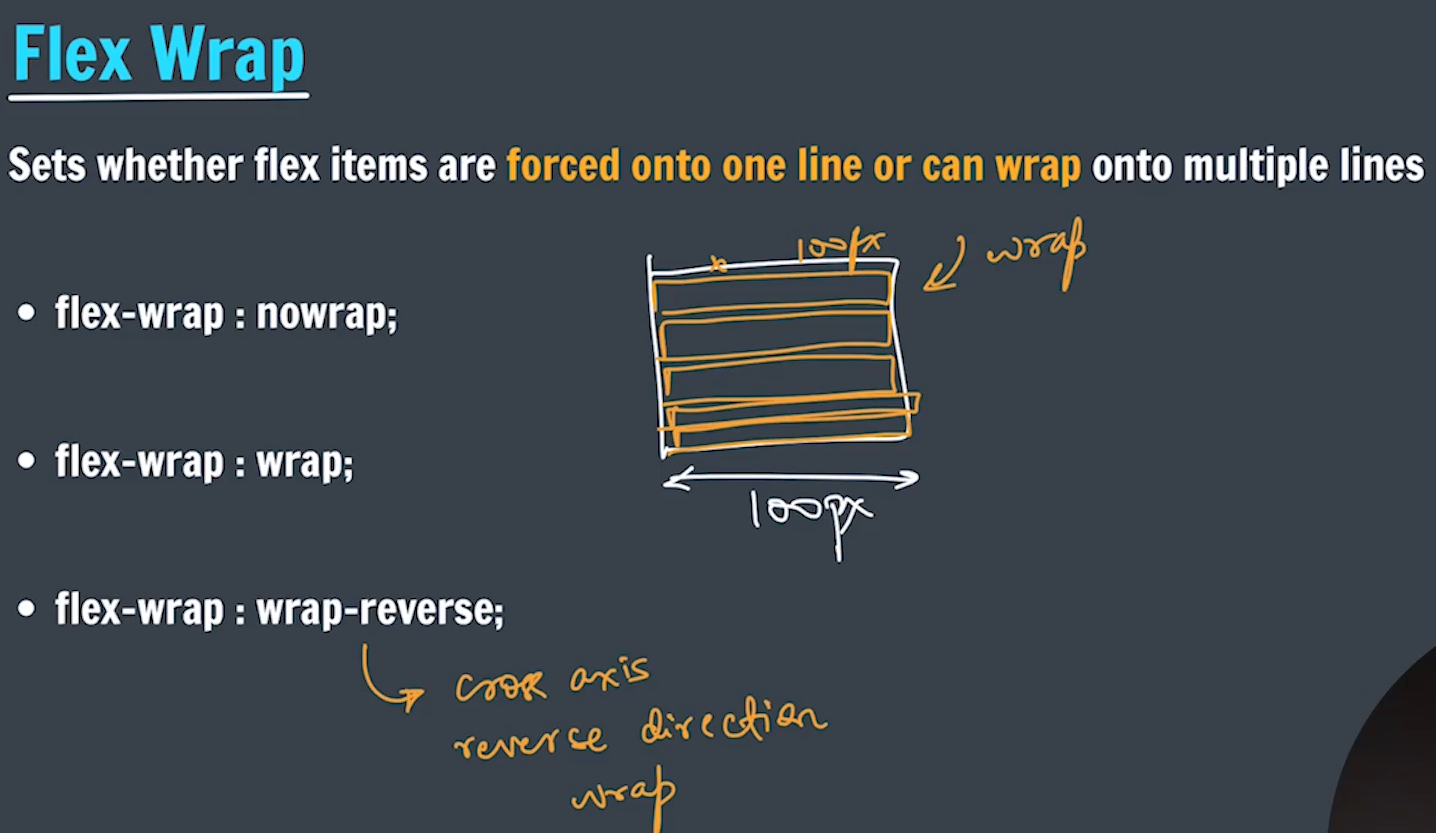 Flex Wrap
Sets whether flex items are forced onto one line or can wrap onto multiple lines
100px
wrap
• flex-wrap : nowrap;
• flex-wrap : wrap;
100px
• flex-wrap : wrap-reverse;
axis
reverse direction
wrap